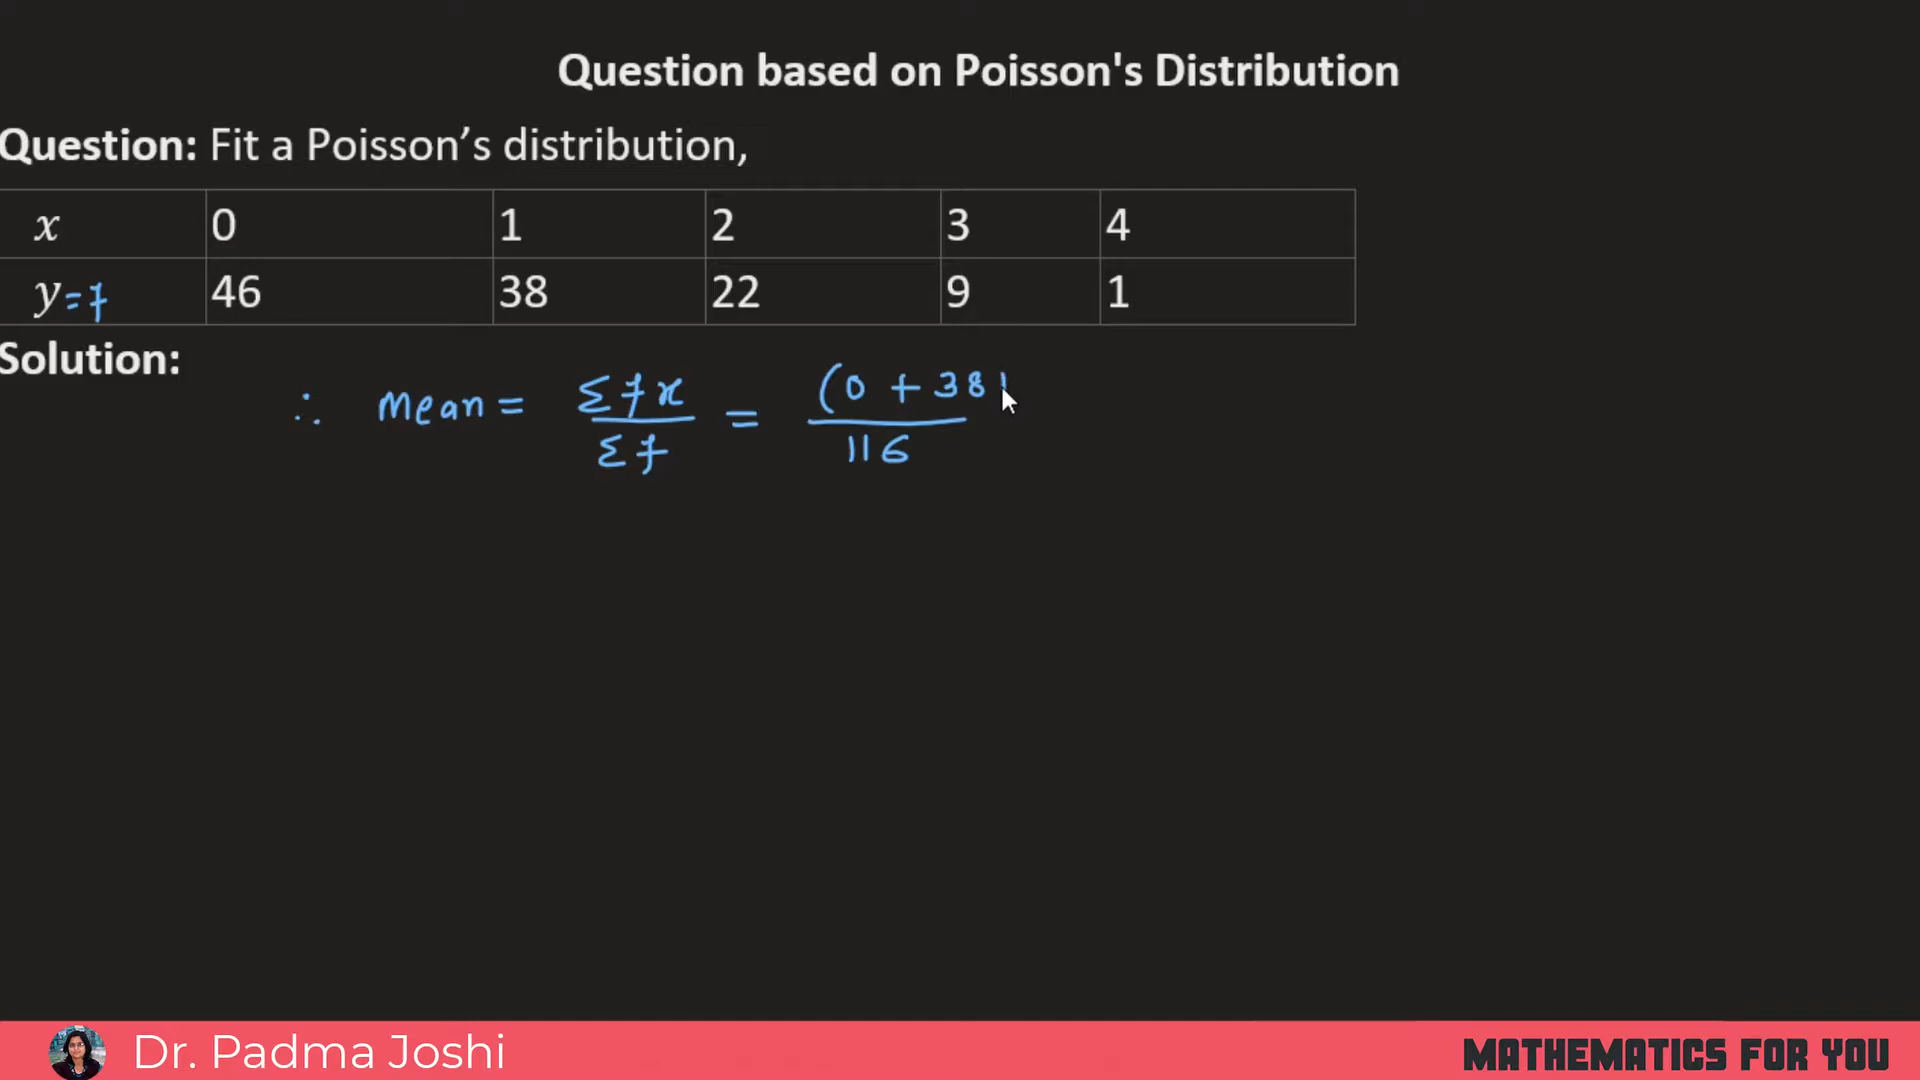 Question based on Poisson's Distribution
Question: Fit a Poisson’s distribution,
x 0 1 2 3 4
y = f 46 38 22 9 1
Solution:
∴ Mean = Σfx / Σf = (0 + 38 / 116
Dr. Padma Joshi
MATHEMATICS FOR YOU